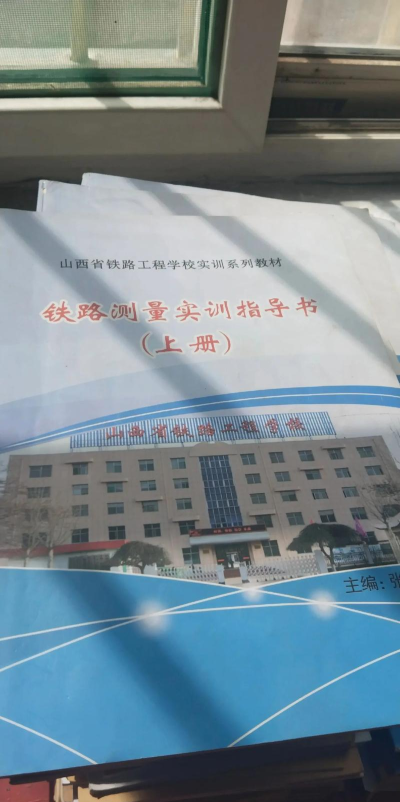 山西省铁路工程学校实训系列教材
铁路测量实训指导书
(上册)
山西省铁路工程学校
主编:张